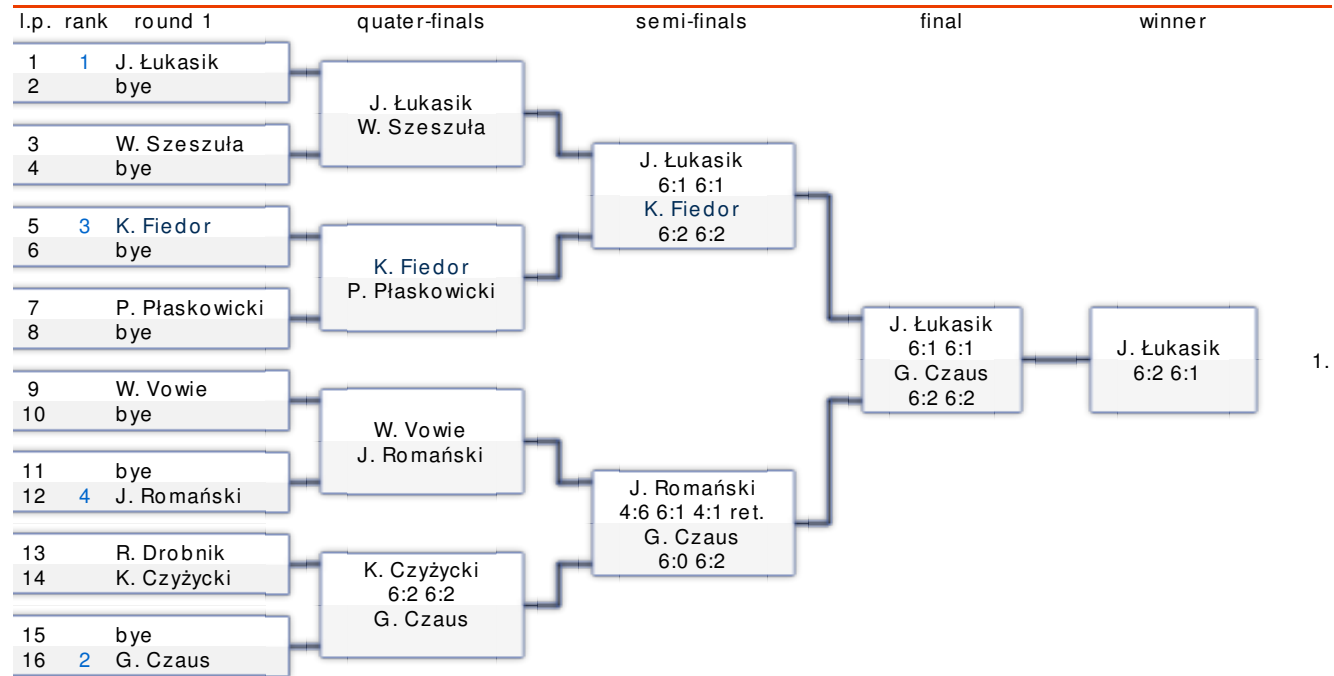 l.p. rank round 1 quater-finals semi-finals final winner
1 1 J. Łukasik
2 bye
3 W. Szeszuła
4 bye
5 3 K. Fiedor
6 bye
7 P. Płaskowicki
8 bye
9 W. Vowie
10 bye
11 bye
12 4 J. Romański
13 R. Drobnik
14 K. Czyżycki
15 bye
16 2 G. Czaus
J. Łukasik
W. Szeszuła
K. Fiedor
P. Płaskowicki
W. Vowie
J. Romański
K. Czyżycki
6:2 6:2
G. Czaus
J. Łukasik
6:1 6:1
K. Fiedor
6:2 6:2
J. Romański
4:6 6:1 4:1 ret.
G. Czaus
6:0 6:2
J. Łukasik
6:1 6:1
G. Czaus
6:2 6:2
J. Łukasik
6:2 6:1
1.